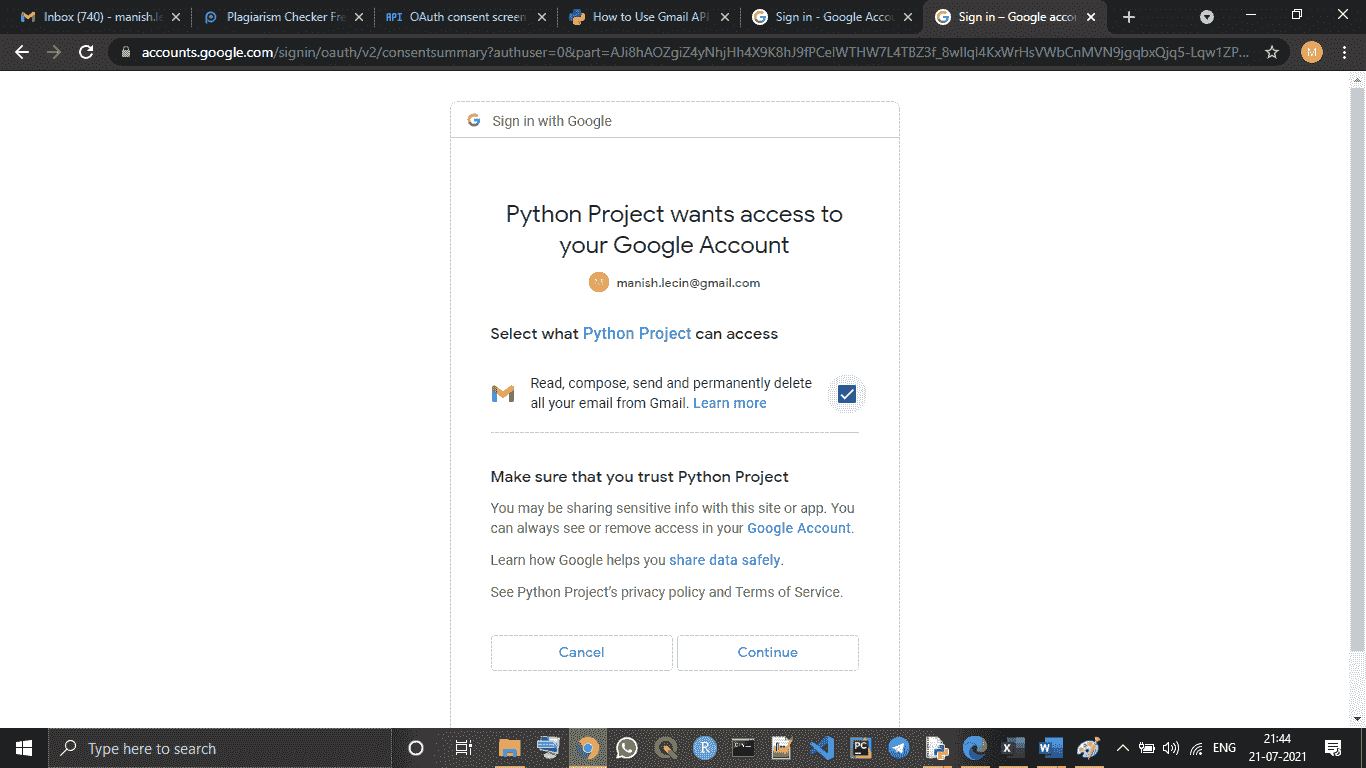 Inbox (740) - manish.le
Plagiarism Checker Fre
API OAuth consent screen
How to Use Gmail API
Sign in - Google Accou
Sign in – Google accou
accounts.google.com/signin/oauth/v2/consentsummary?authuser=0&part=AJi8hAOZgiZ4yNhjHh4X9K8hJ9fPCelWTHW7L4TBZ3f_8wIlqI4KxWrHsVWbCnMVN9jgqbxQjq5-Lqw1ZP...
M
Sign in with Google
Python Project wants access to
your Google Account
M manish.lecin@gmail.com
Select what Python Project can access
Read, compose, send and permanently delete
all your email from Gmail. Learn more
Make sure that you trust Python Project
You may be sharing sensitive info with this site or app. You
can always see or remove access in your Google Account.
Learn how Google helps you share data safely.
See Python Project's privacy policy and Terms of Service.
Cancel
Continue
Type here to search
ENG
21:44
21-07-2021